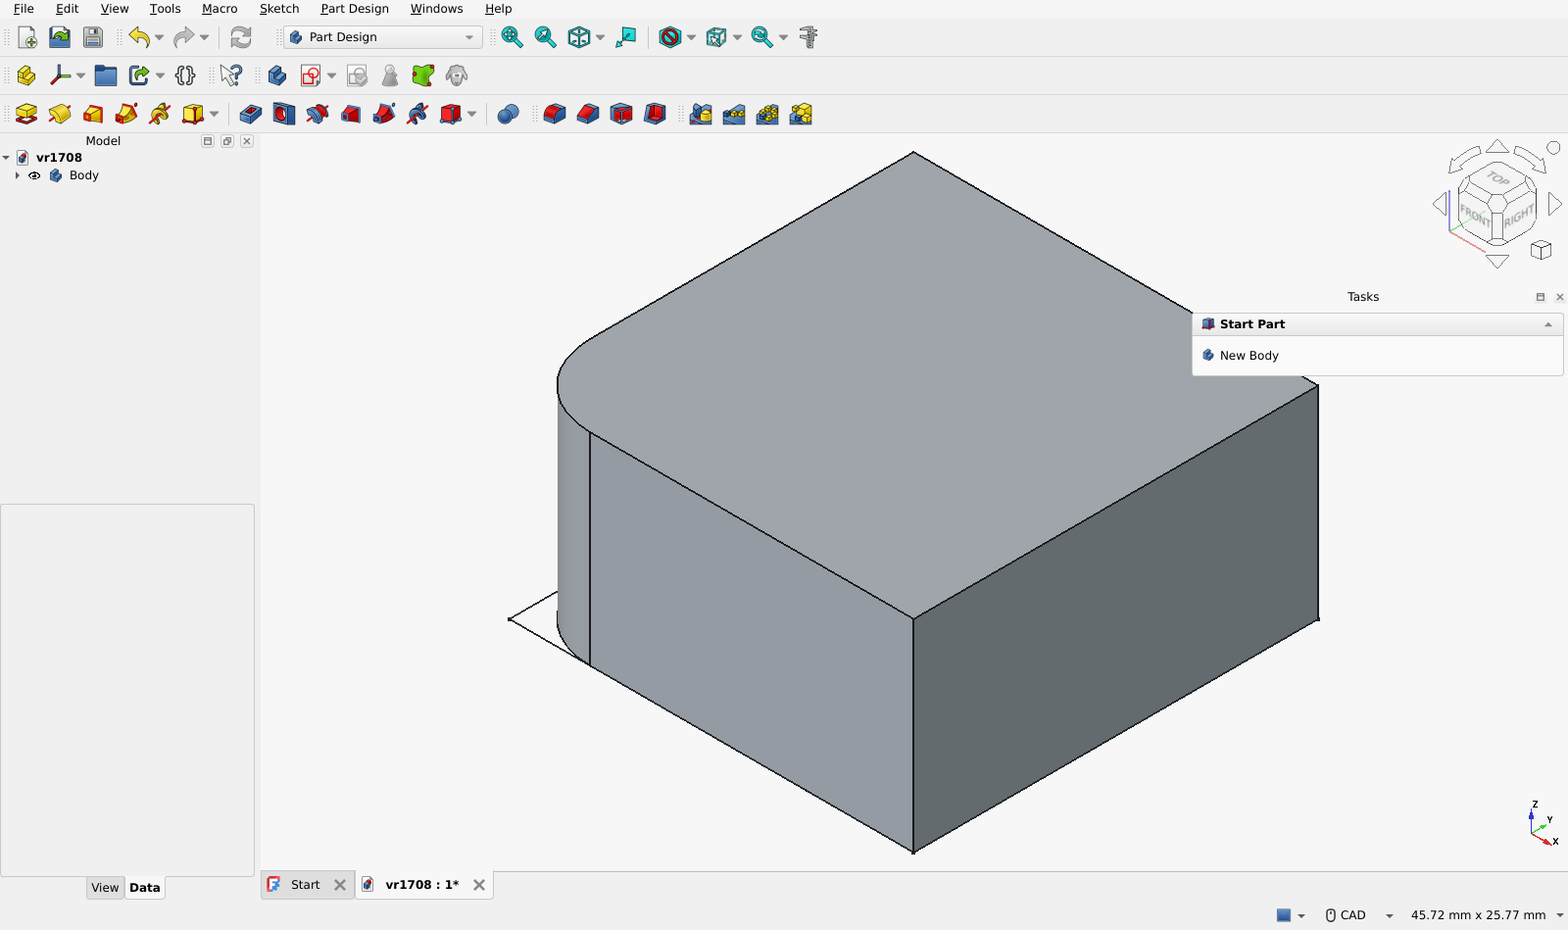 File Edit View Tools Macro Sketch Part Design Windows Help
Part Design
Model
vr1708
Body
TOP
FRONT RIGHT
Tasks
Start Part
New Body
Z
Y
X
View Data
Start vr1708 : 1*
CAD 45.72 mm x 25.77 mm